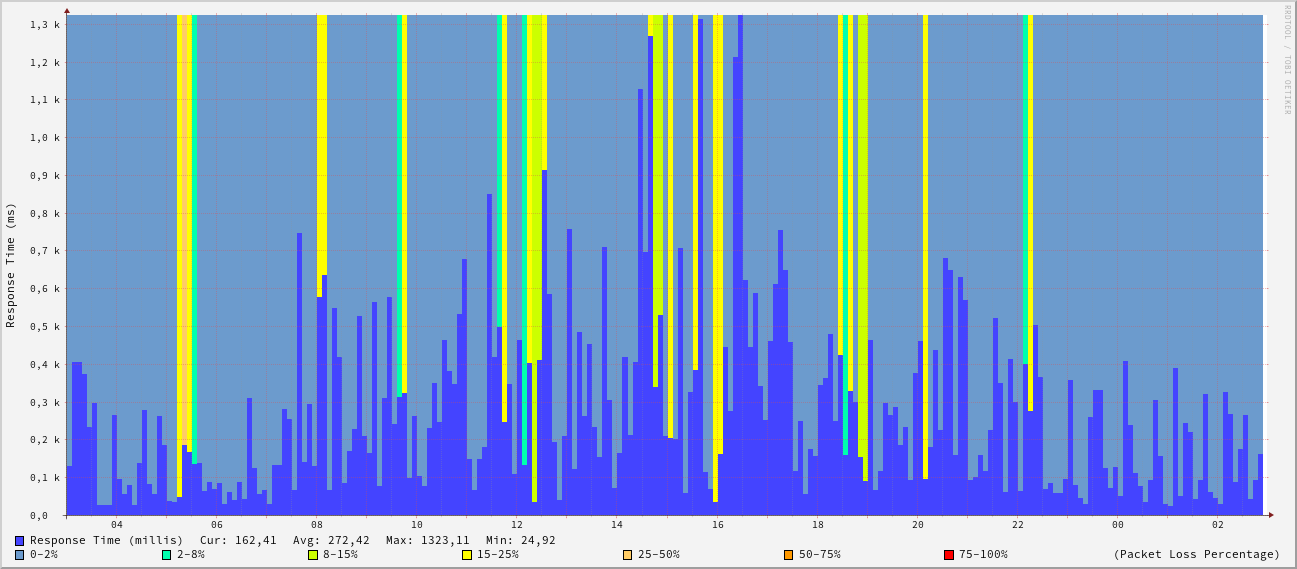 RRDTOOL / TOBI OETIKER
Response Time (ms)
1,3 k
1,2 k
1,1 k
1,0 k
0,9 k
0,8 k
0,7 k
0,6 k
0,5 k
0,4 k
0,3 k
0,2 k
0,1 k
0,0
04 06 08 10 12 14 16 18 20 22 00 02
Response Time (millis) Cur: 162,41 Avg: 272,42 Max: 1323,11 Min: 24,92
0-2% 2-8% 8-15% 15-25% 25-50% 50-75% 75-100% (Packet Loss Percentage)